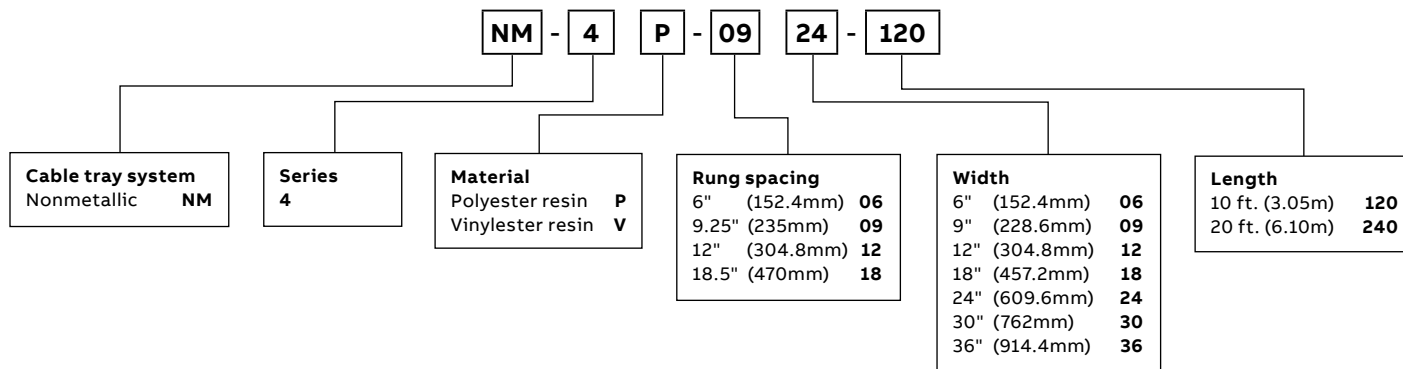 NM - 4 P - 09 24 - 120
Cable tray system
Nonmetallic NM
Series
4
Material
Polyester resin P
Vinylester resin V
Rung spacing
6" (152.4mm) 06
9.25" (235mm) 09
12" (304.8mm) 12
18.5" (470mm) 18
Width
6" (152.4mm) 06
9" (228.6mm) 09
12" (304.8mm) 12
18" (457.2mm) 18
24" (609.6mm) 24
30" (762mm) 30
36" (914.4mm) 36
Length
10 ft. (3.05m) 120
20 ft. (6.10m) 240